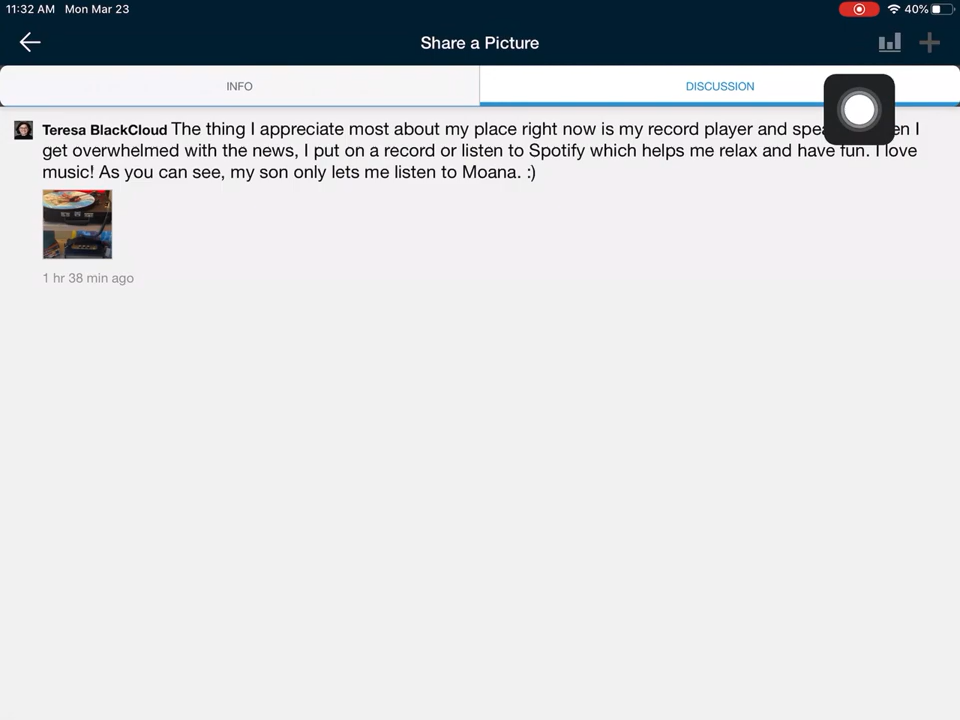 11:32 AM Mon Mar 23
40%
Share a Picture
INFO
DISCUSSION
Teresa BlackCloud The thing I appreciate most about my place right now is my record player and en I
get overwhelmed with the news, I put on a record or listen to Spotify which helps me relax and have fun. I love
music! As you can see, my son only lets me listen to Moana. :)
1 hr 38 min ago